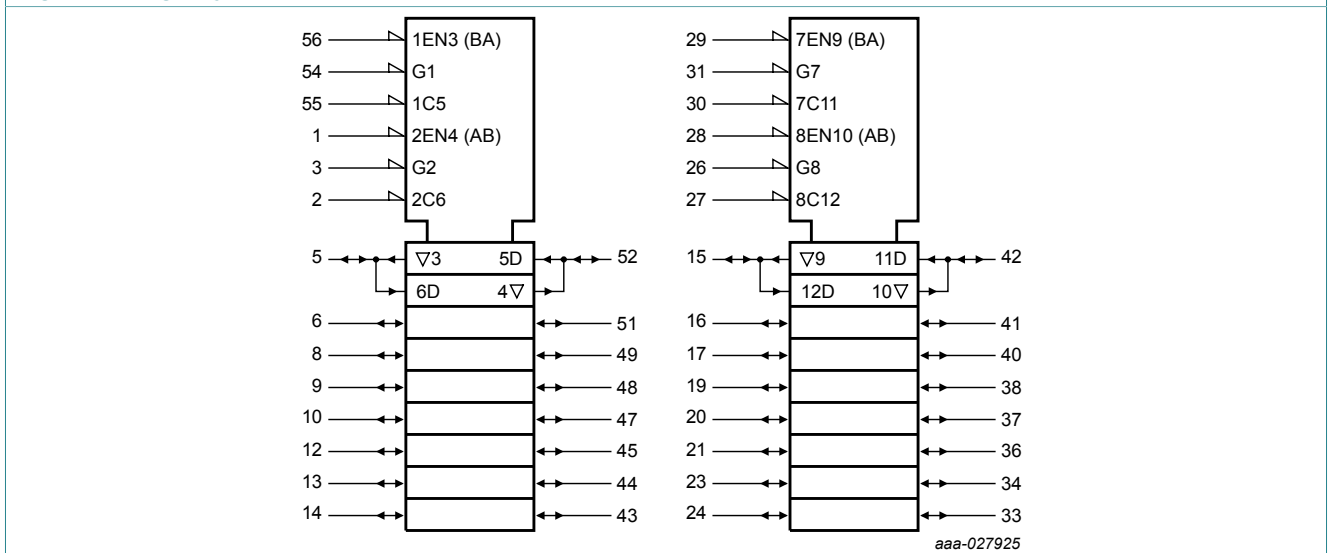 56 1EN3 (BA)
54 G1
55 1C5
1 2EN4 (AB)
3 G2
2 2C6
5 ▽3 5D 52
6D 4▽
6 51
8 49
9 48
10 47
12 45
13 44
14 43
29 7EN9 (BA)
31 G7
30 7C11
28 8EN10 (AB)
26 G8
27 8C12
15 ▽9 11D 42
12D 10▽
16 41
17 40
19 38
20 37
21 36
23 34
24 33
aaa-027925